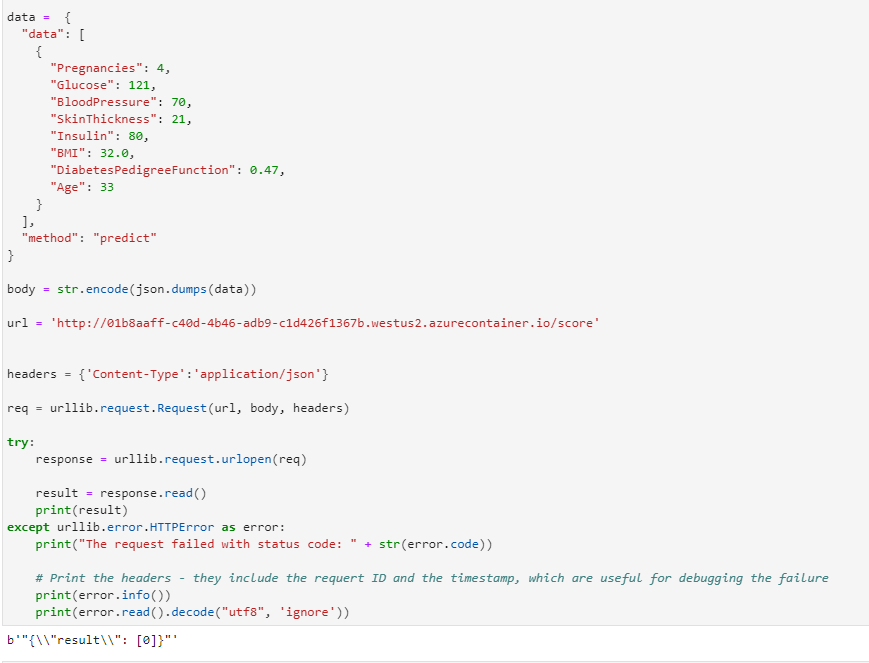 data =  {
  "data": [
    {
      "Pregnancies": 4,
      "Glucose": 121,
      "BloodPressure": 70,
      "SkinThickness": 21,
      "Insulin": 80,
      "BMI": 32.0,
      "DiabetesPedigreeFunction": 0.47,
      "Age": 33
    }
  ],
  "method": "predict"
}
body = str.encode(json.dumps(data))
url = 'http://01b8aaff-c40d-4b46-adb9-c1d426f1367b.westus2.azurecontainer.io/score'
headers = {'Content-Type':'application/json'}
req = urllib.request.Request(url, body, headers)
try:
    response = urllib.request.urlopen(req)
    result = response.read()
    print(result)
except urllib.error.HTTPError as error:
    print("The request failed with status code: " + str(error.code))
    # Print the headers - they include the requert ID and the timestamp, which are useful for debugging the failure
    print(error.info())
    print(error.read().decode("utf8", 'ignore'))
b'"{\\"result\\": [0]}"'